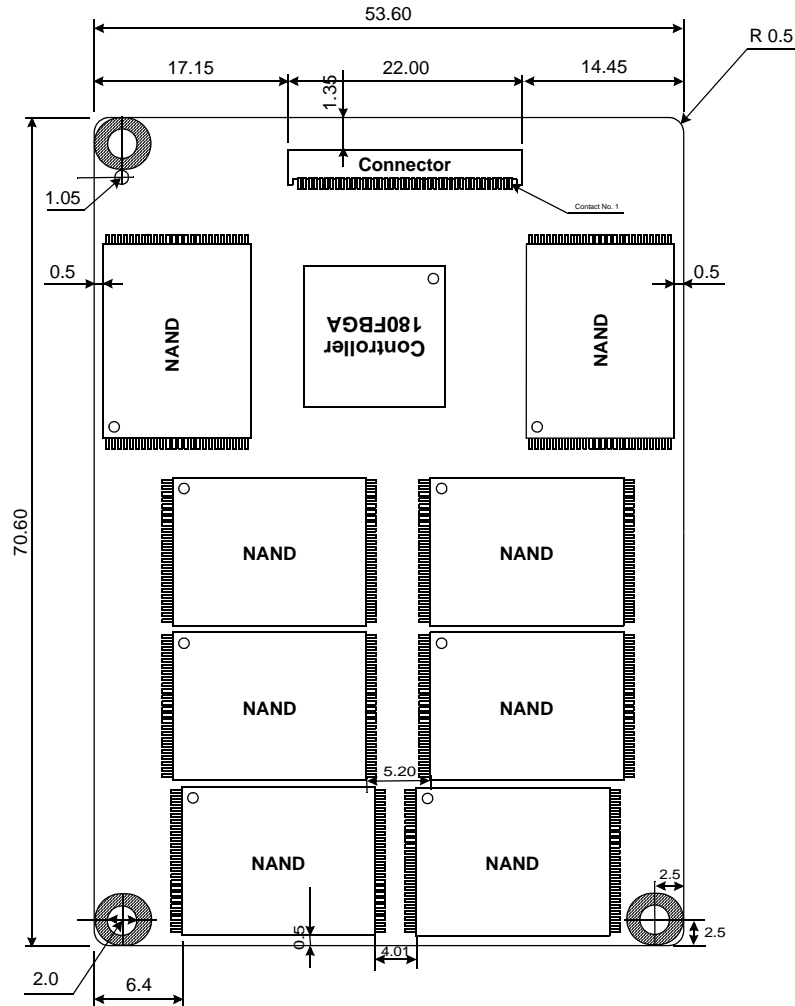 53.60
R 0.5
17.15
22.00
14.45
1.35
Connector
Contact No. 1
1.05
0.5
0.5
NAND
Controller
180FBGA
NAND
70.60
NAND
NAND
NAND
NAND
5.20
NAND
NAND
2.5
2.5
0.5
4.01
2.0
6.4